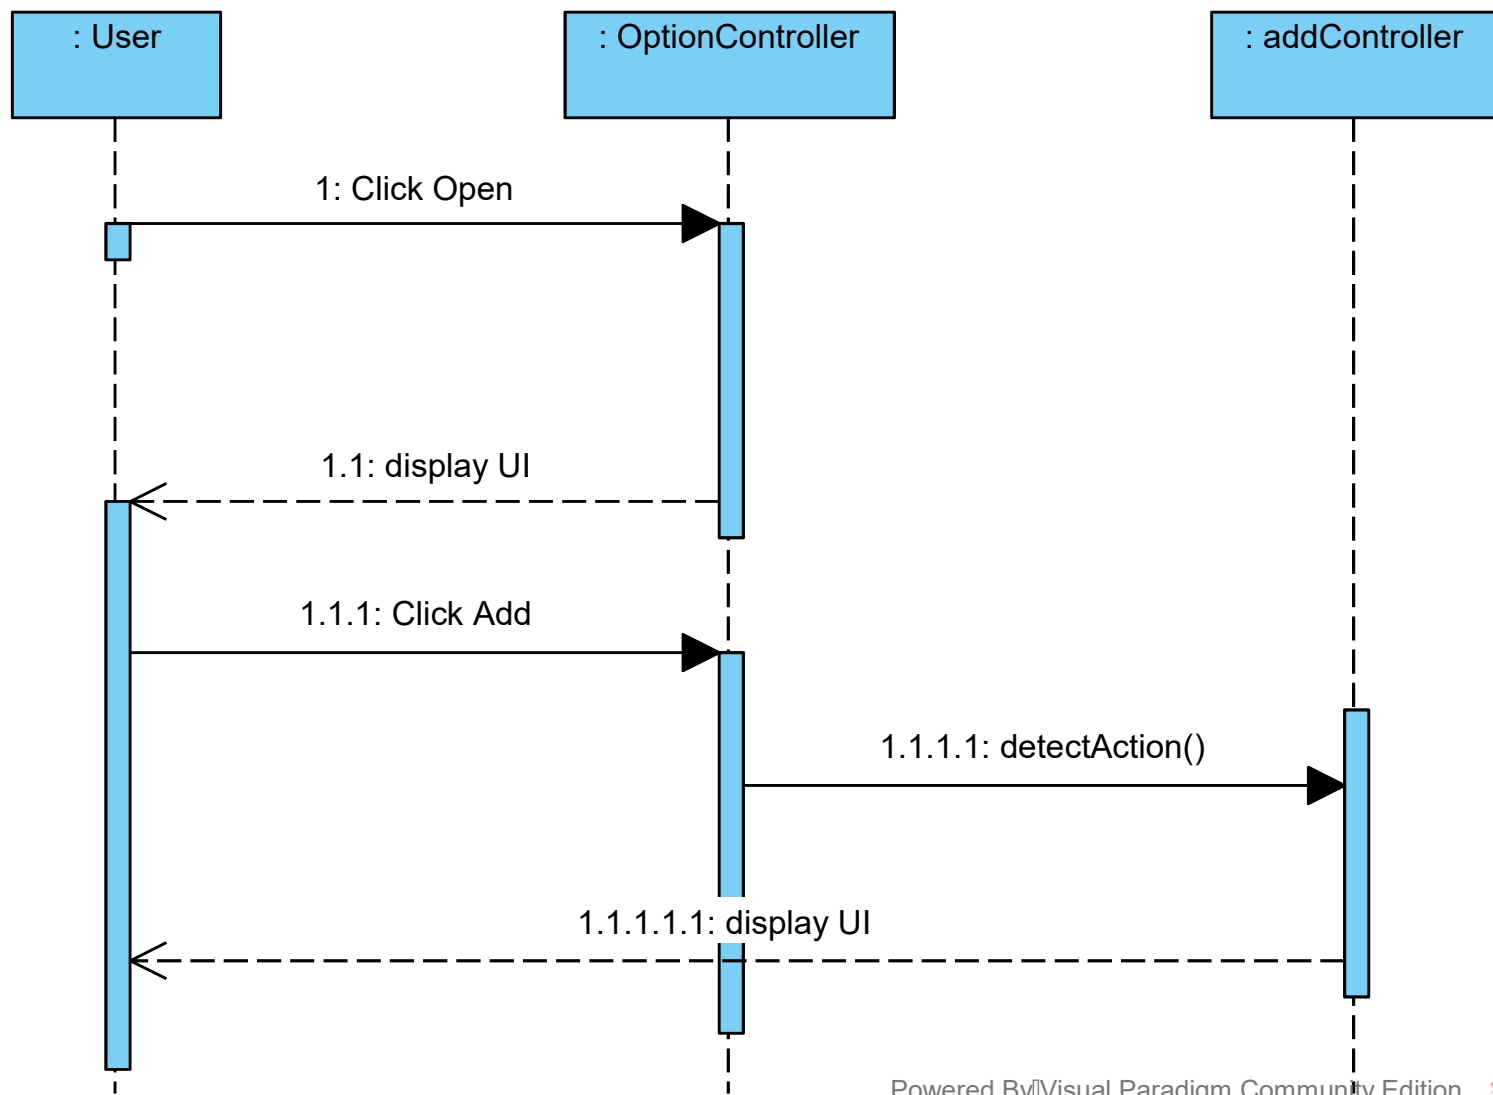 : User
: OptionController
: addController
1: Click Open
1.1: display UI
1.1.1: Click Add
1.1.1.1: detectAction()
1.1.1.1.1: display UI
Powered By Visual Paradigm Community Edition